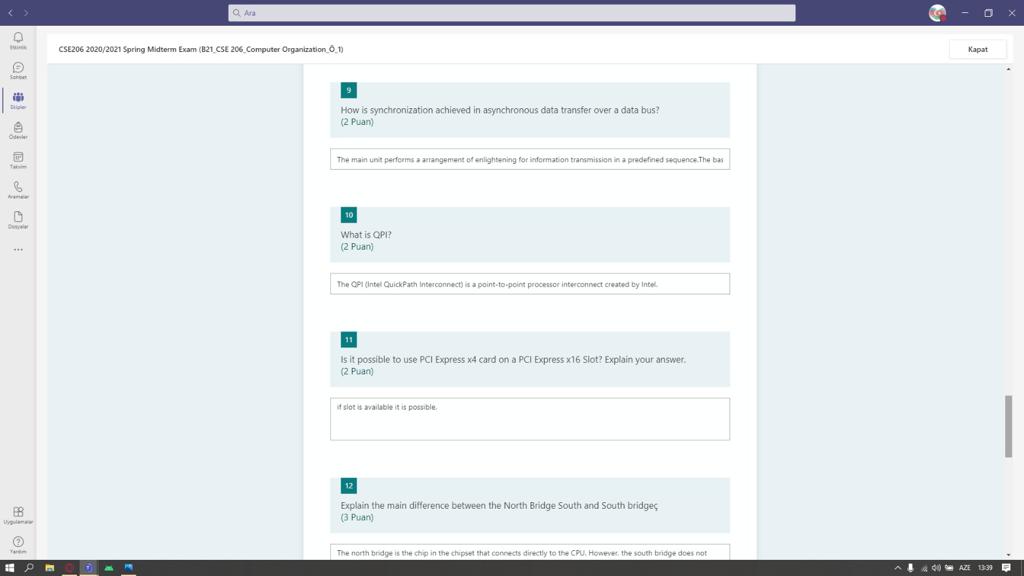 Ara
CSE206 2020/2021 Spring Midterm Exam (B21_CSE 206_Computer Organization_Ö_1)
Kapat
Etkinlik
Sohbet
Ekipler
Ödevler
Takvim
Aramalar
Dosyalar
Uygulamalar
Yardım
9
How is synchronization achieved in asynchronous data transfer over a data bus?
(2 Puan)
The main unit performs a arrangement of enlightening for information transmission in a predefined sequence.The bas
10
What is QPI?
(2 Puan)
The QPI (Intel QuickPath Interconnect) is a point-to-point processor interconnect created by Intel.
11
Is it possible to use PCI Express x4 card on a PCI Express x16 Slot? Explain your answer.
(2 Puan)
if slot is available it is possible.
12
Explain the main difference between the North Bridge South and South bridgeç
(3 Puan)
The north bridge is the chip in the chipset that connects directly to the CPU. However, the south bridge does not
AZE 13:39